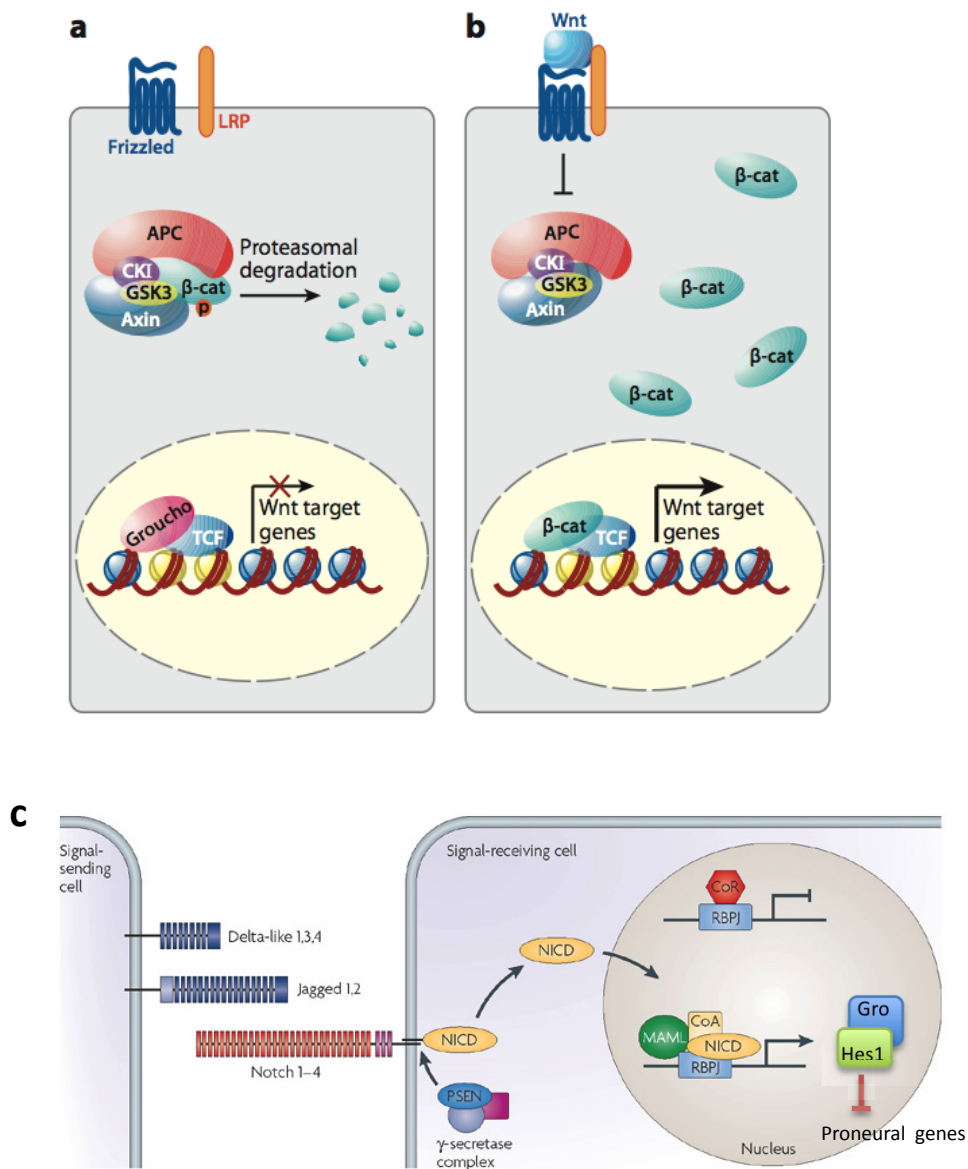 a
Frizzled
LRP
APC
CKI
GSK3
β-cat
Axin
p
Proteasomal
degradation
Groucho
TCF
Wnt target
genes
b
Wnt
APC
CKI
GSK3
Axin
β-cat
β-cat
β-cat
β-cat
β-cat
TCF
Wnt target
genes
c
Signal-
sending
cell
Signal-receiving cell
Delta-like 1,3,4
Jagged 1,2
Notch 1–4
NICD
NICD
PSEN
γ-secretase
complex
CoR
RBPJ
MAML
CoA
NICD
RBPJ
Gro
Hes1
Proneural genes
Nucleus